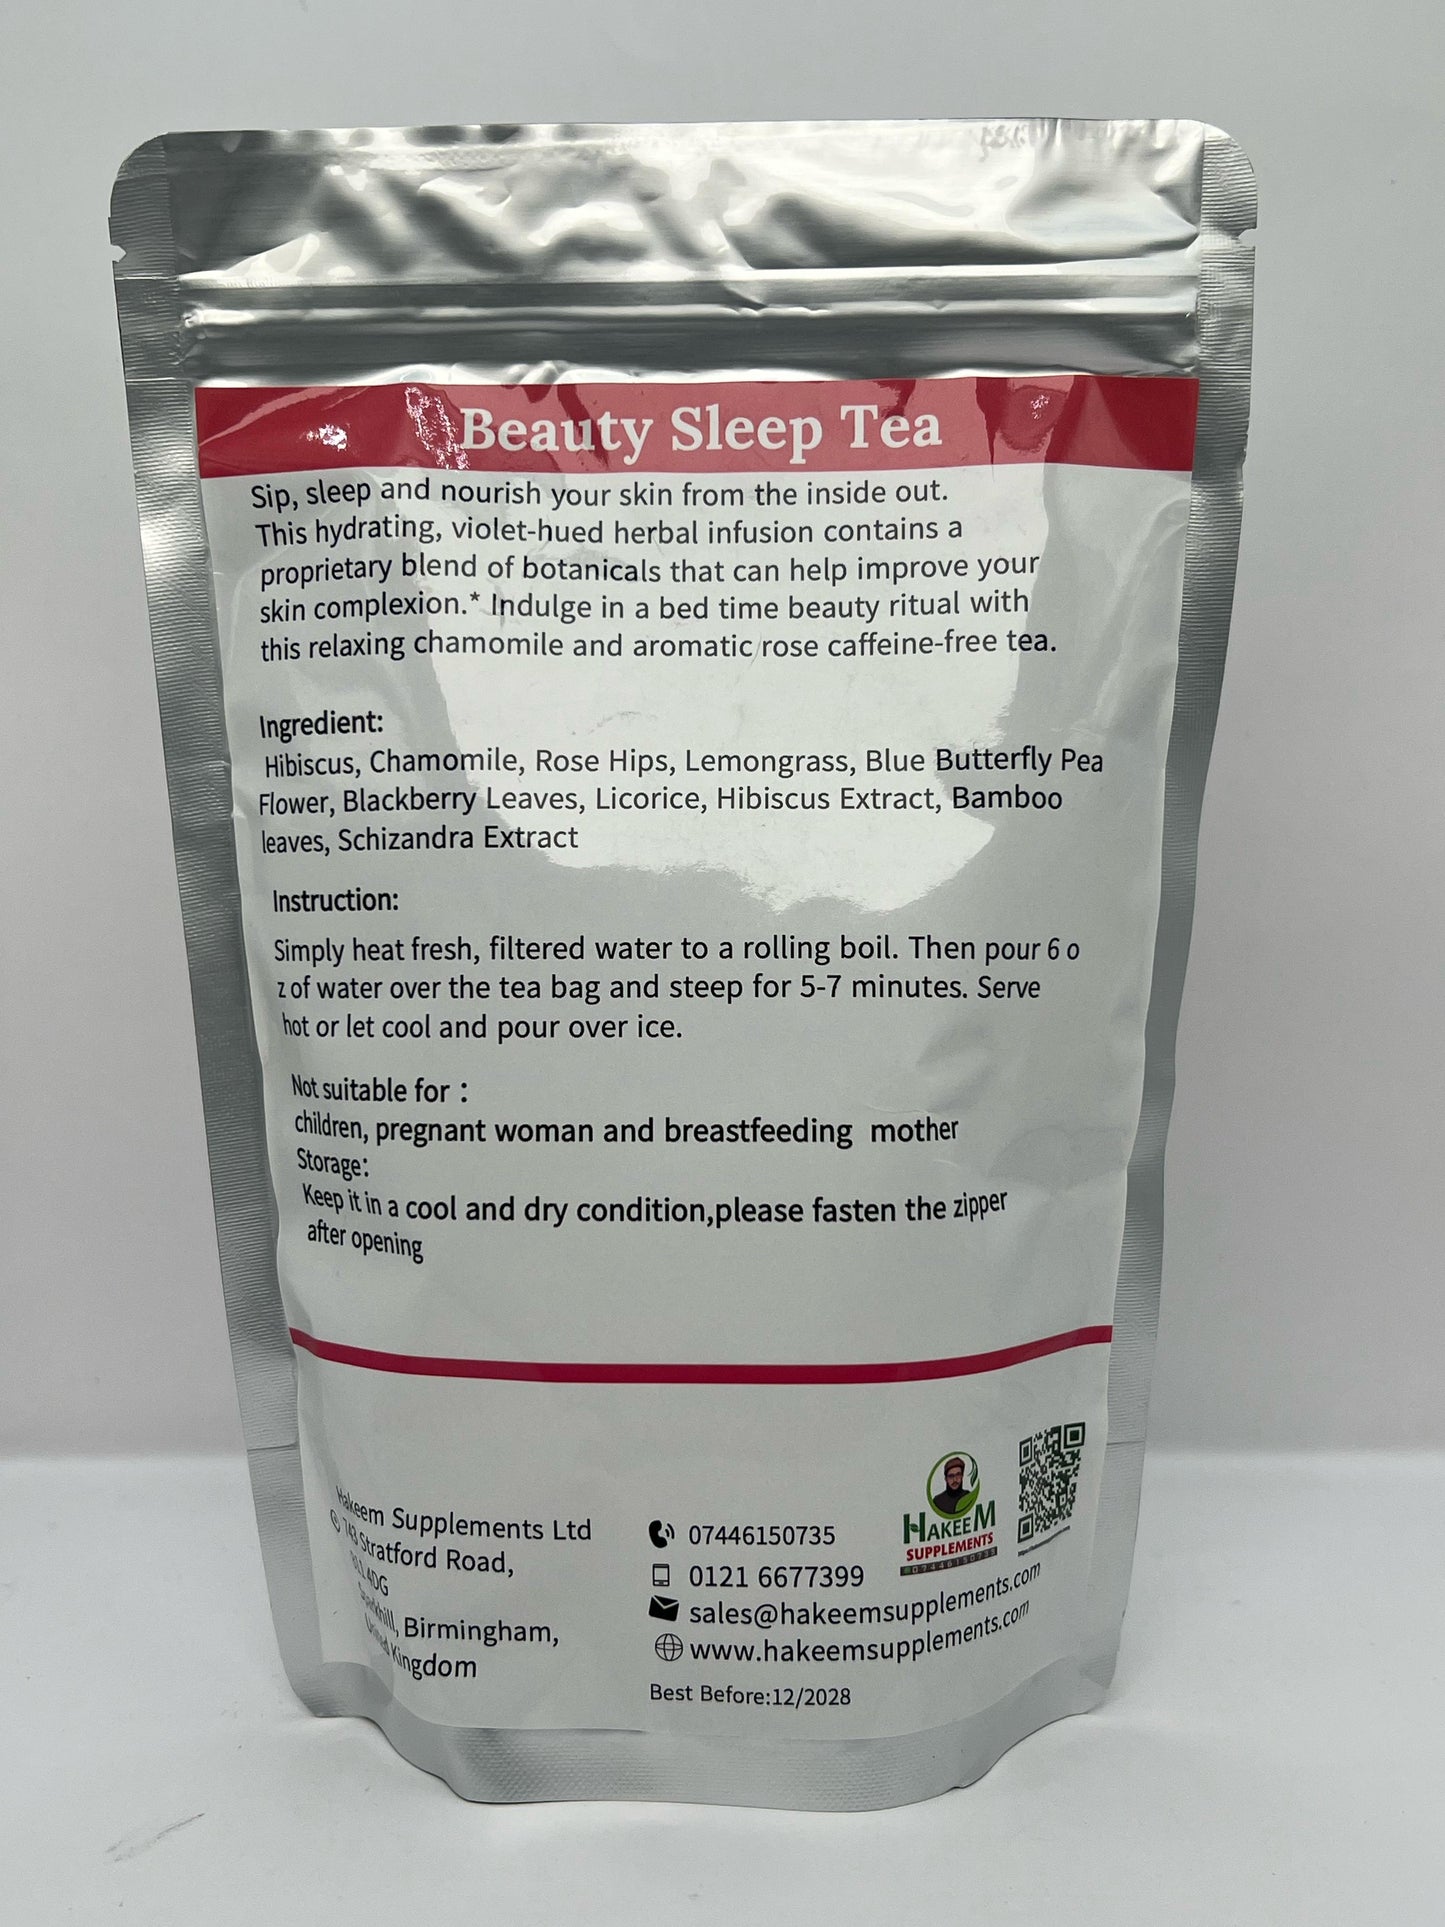 Beauty Sleep Tea
Sip, sleep and nourish your skin from the inside out.
This hydrating, violet-hued herbal infusion contains a
proprietary blend of botanicals that can help improve your
skin complexion.* Indulge in a bed time beauty ritual with
this relaxing chamomile and aromatic rose caffeine-free tea.
Ingredient:
Hibiscus, Chamomile, Rose Hips, Lemongrass, Blue Butterfly Pea
Flower, Blackberry Leaves, Licorice, Hibiscus Extract, Bamboo
leaves, Schizandra Extract
Instruction:
Simply heat fresh, filtered water to a rolling boil. Then pour 6 o
z of water over the tea bag and steep for 5-7 minutes. Serve
hot or let cool and pour over ice.
Not suitable for :
children, pregnant woman and breastfeeding mother
Storage:
Keep it in a cool and dry condition,please fasten the zipper
after opening
Hakeem Supplements Ltd
743 Stratford Road,
4DG
Sparkhill, Birmingham,
United Kingdom
07446150735
0121 6677399
sales@hakeemsupplements.com
www.hakeemsupplements.com
Best Before:12/2028
HAKEEM
SUPPLEMENTS
07446150735